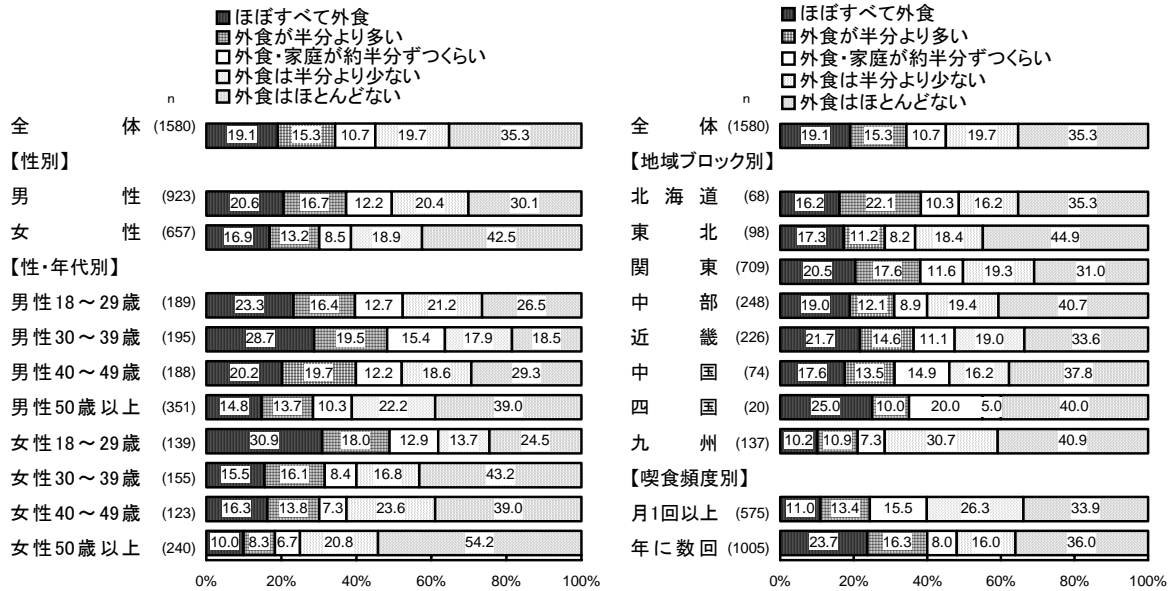 ほぼすべて外食
外食が半分より多い
外食・家庭が約半分ずつくらい
外食は半分より少ない
外食はほとんどない
n
全 体 (1580) 19.1 15.3 10.7 19.7 35.3
【性別】
男 性 (923) 20.6 16.7 12.2 20.4 30.1
女 性 (657) 16.9 13.2 8.5 18.9 42.5
【性・年代別】
男性18～29歳 (189) 23.3 16.4 12.7 21.2 26.5
男性30～39歳 (195) 28.7 19.5 15.4 17.9 18.5
男性40～49歳 (188) 20.2 19.7 12.2 18.6 29.3
男性50歳以上 (351) 14.8 13.7 10.3 22.2 39.0
女性18～29歳 (139) 30.9 18.0 12.9 13.7 24.5
女性30～39歳 (155) 15.5 16.1 8.4 16.8 43.2
女性40～49歳 (123) 16.3 13.8 7.3 23.6 39.0
女性50歳以上 (240) 10.0 8.3 6.7 20.8 54.2
0% 20% 40% 60% 80% 100%
ほぼすべて外食
外食が半分より多い
外食・家庭が約半分ずつくらい
外食は半分より少ない
外食はほとんどない
n
全 体 (1580) 19.1 15.3 10.7 19.7 35.3
【地域ブロック別】
北 海 道 (68) 16.2 22.1 10.3 16.2 35.3
東 北 (98) 17.3 11.2 8.2 18.4 44.9
関 東 (709) 20.5 17.6 11.6 19.3 31.0
中 部 (248) 19.0 12.1 8.9 19.4 40.7
近 畿 (226) 21.7 14.6 11.1 19.0 33.6
中 国 (74) 17.6 13.5 14.9 16.2 37.8
四 国 (20) 25.0 10.0 20.0 5.0 40.0
九 州 (137) 10.2 10.9 7.3 30.7 40.9
【喫食頻度別】
月1回以上 (575) 11.0 13.4 15.5 26.3 33.9
年に数回 (1005) 23.7 16.3 8.0 16.0 36.0
0% 20% 40% 60% 80% 100%